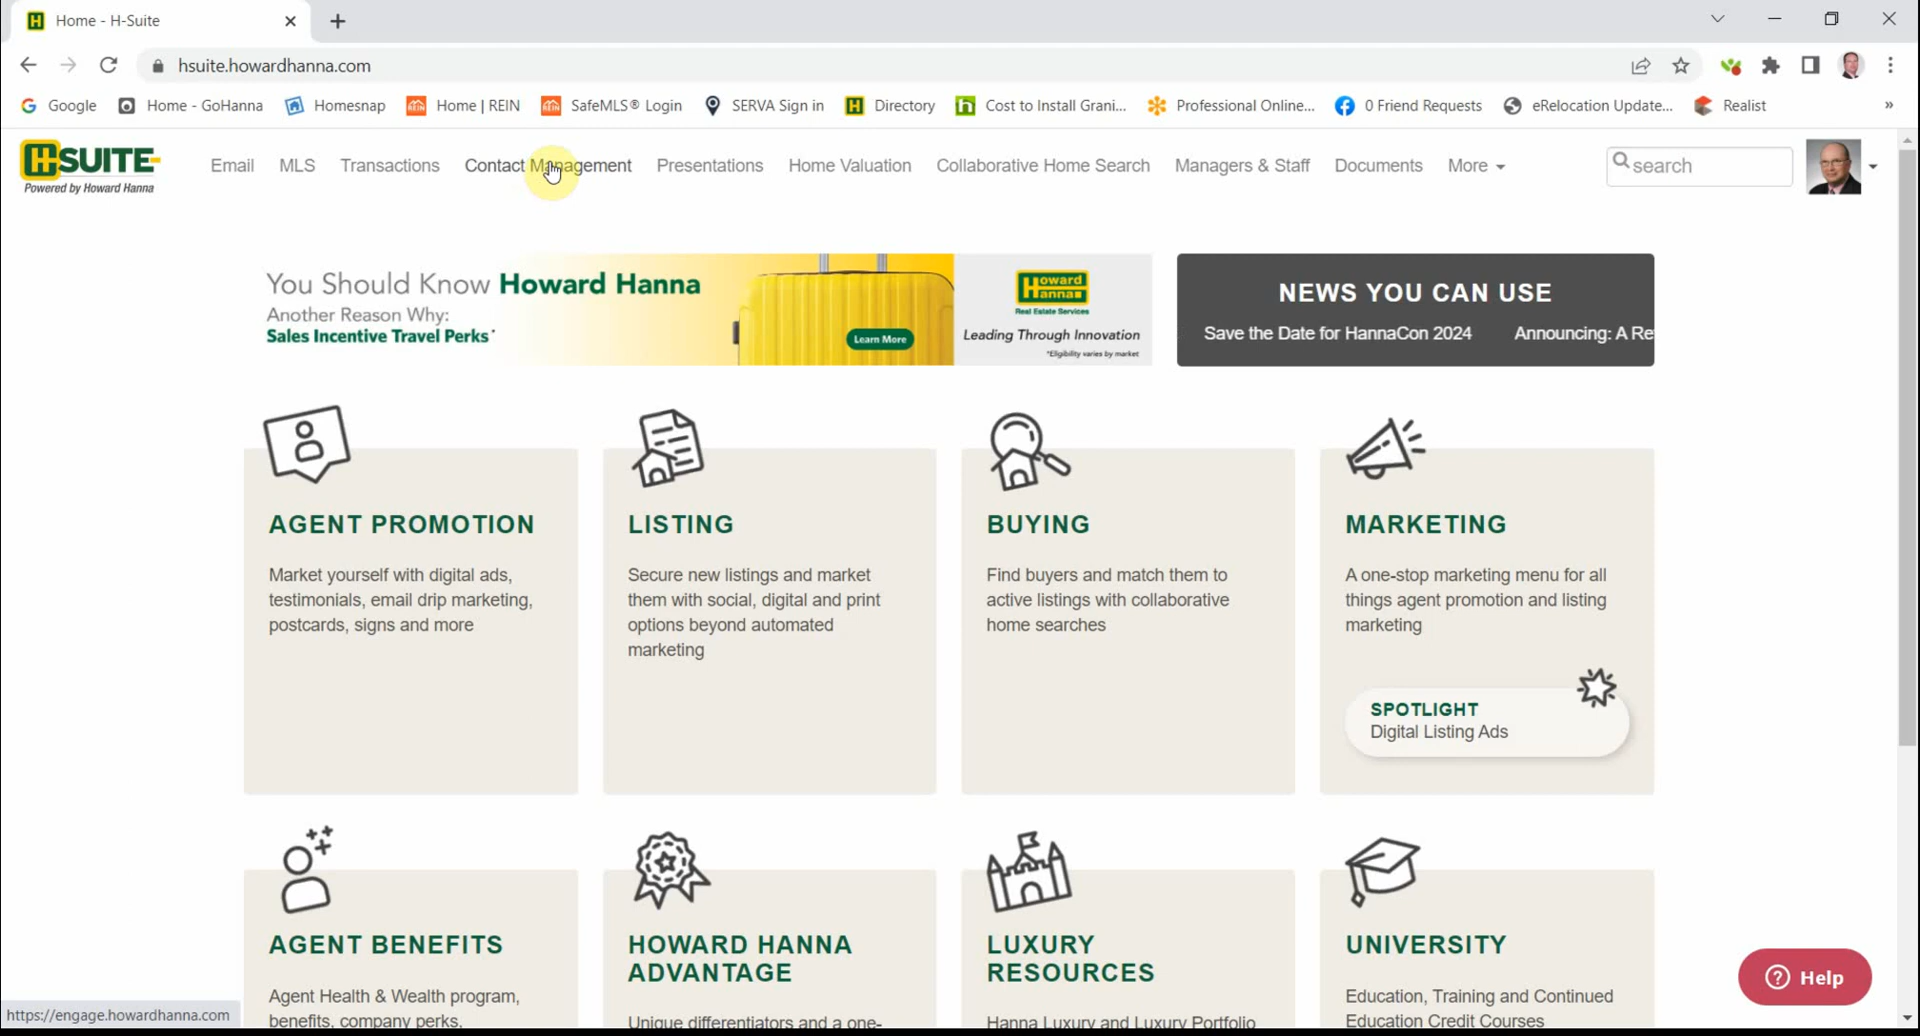 Home - H-Suite
hsuite.howardhanna.com
Google
Home - GoHanna
Homesnap
Home | REIN
SafeMLS® Login
SERVA Sign in
Directory
Cost to Install Grani...
Professional Online...
0 Friend Requests
eRelocation Update...
Realist
»
H-SUITE
Powered by Howard Hanna
Email
MLS
Transactions
Contact Management
Presentations
Home Valuation
Collaborative Home Search
Managers & Staff
Documents
More
search
You Should Know Howard Hanna
Another Reason Why:
Sales Incentive Travel Perks*
Learn More
Howard
Hanna
Real Estate Services
Leading Through Innovation
*Eligibility varies by market
NEWS YOU CAN USE
Save the Date for HannaCon 2024
Announcing: A Re
AGENT PROMOTION
Market yourself with digital ads,
testimonials, email drip marketing,
postcards, signs and more
LISTING
Secure new listings and market
them with social, digital and print
options beyond automated
marketing
BUYING
Find buyers and match them to
active listings with collaborative
home searches
MARKETING
A one-stop marketing menu for all
things agent promotion and listing
marketing
SPOTLIGHT
Digital Listing Ads
AGENT BENEFITS
Agent Health & Wealth program,
benefits, company perks,
HOWARD HANNA
ADVANTAGE
Unique differentiators and a one-
LUXURY
RESOURCES
Hanna Luxury and Luxury Portfolio
UNIVERSITY
Education, Training and Continued
Education Credit Courses
Help
https://engage.howardhanna.com